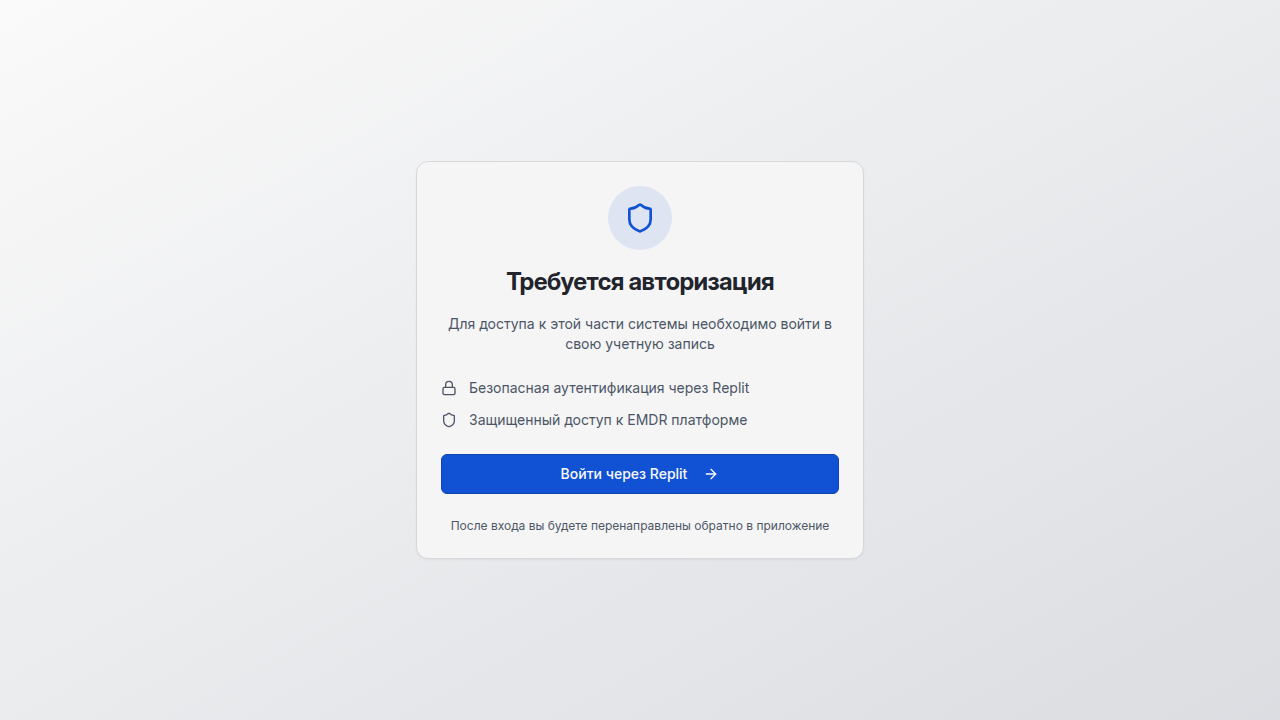 Требуется авторизация
Для доступа к этой части системы необходимо войти в
свою учетную запись
Безопасная аутентификация через Replit
Защищенный доступ к EMDR платформе
Войти через Replit
После входа вы будете перенаправлены обратно в приложение